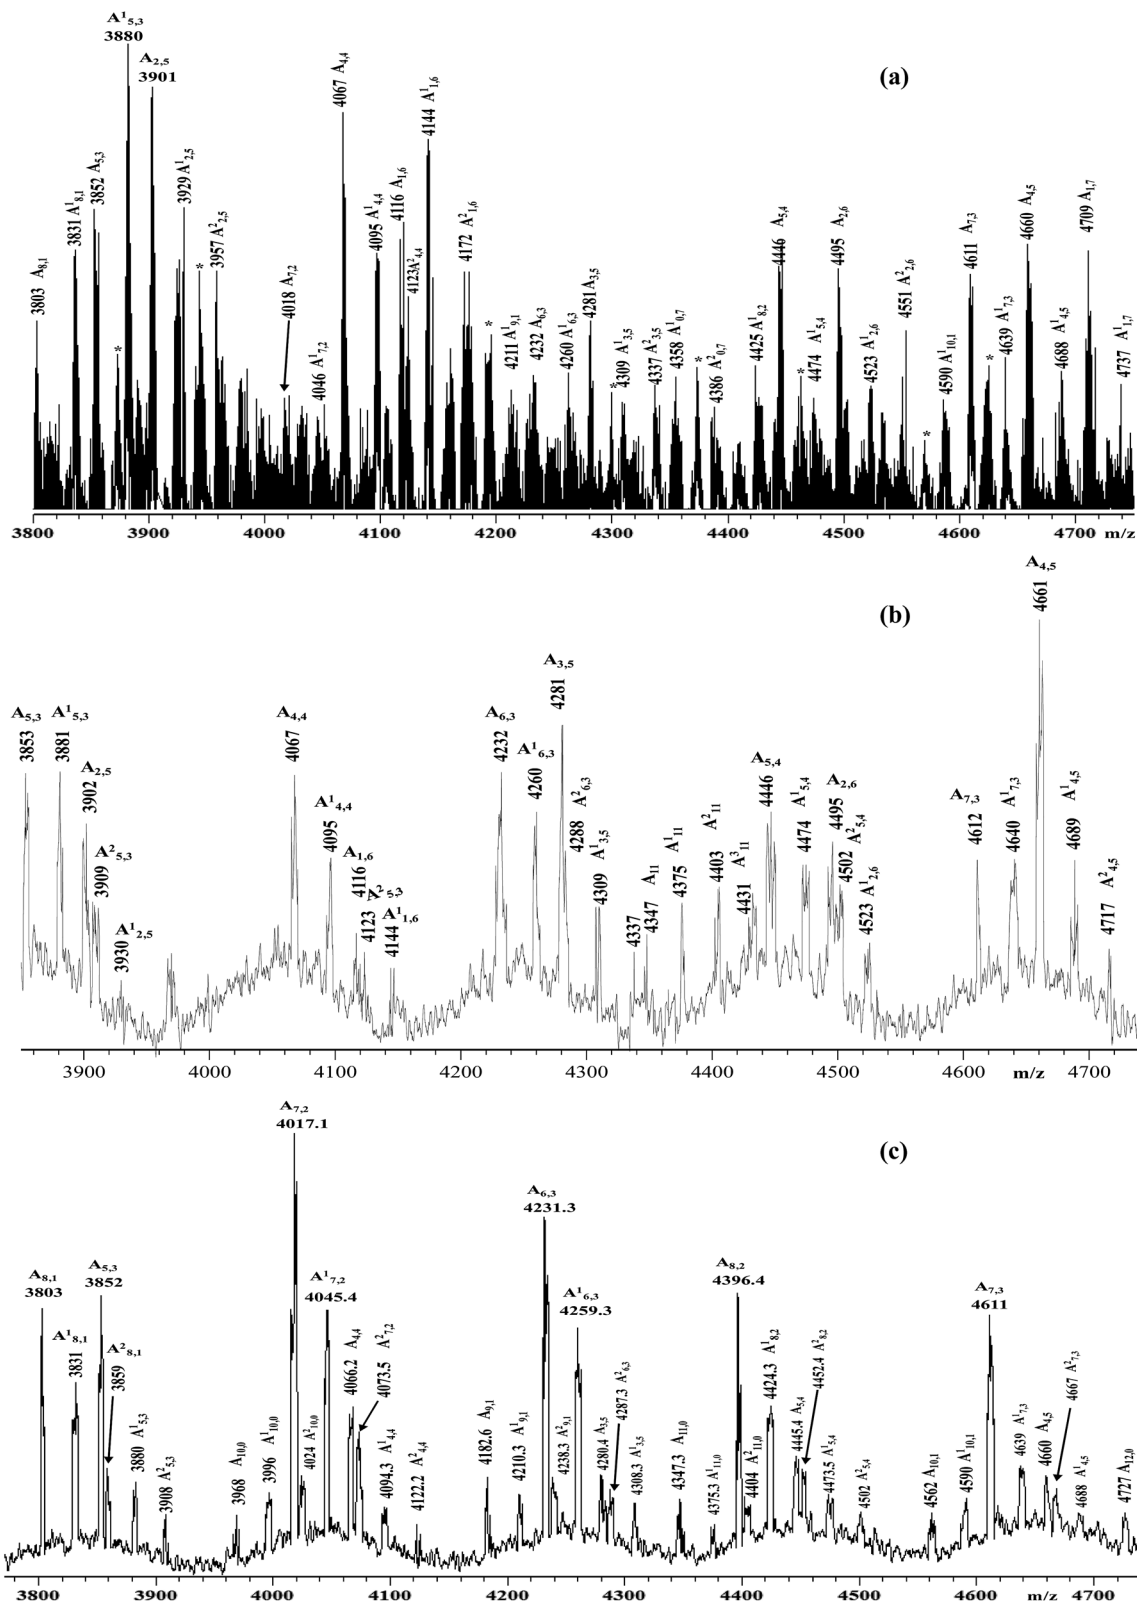 (a)
A¹₅,₃
3880
A₂,₅
3901
3803 A₈,₁
3831 A¹₈,₁
3852 A₅,₃
*
3929 A¹₂,₅
*
3957 A²₂,₅
4018 A₇,₂
4046 A¹₇,₂
4067 A₄,₄
4095 A¹₄,₄
4116 A₁,₆
4123 A²₄,₄
4144 A¹₁,₆
4172 A²₁,₆
*
4211 A¹₉,₁
4232 A₆,₃
4260 A¹₆,₃
4281 A₃,₅
*
4309 A¹₃,₅
4337 A²₃,₅
4358 A¹₀,₇
*
4386 A²₀,₇
4425 A¹₈,₂
4446 A₅,₄
*
4474 A¹₅,₄
4495 A₂,₆
4523 A¹₂,₆
4551 A²₂,₆
*
4590 A¹₁₀,₁
4611 A₇,₃
*
4639 A¹₇,₃
4660 A₄,₅
4688 A¹₄,₅
4709 A₁,₇
4737 A¹₁,₇
3800 3900 4000 4100 4200 4300 4400 4500 4600 4700 m/z
(b)
A₅,₃
3853
A¹₅,₃
3881
A₂,₅
3902
A²₅,₃
3909
A¹₂,₅
3930
A₄,₄
4067
A¹₄,₄
4095
A₁,₆
4116
A²₅,₃
4123
A¹₁,₆
4144
A₆,₃
4232
A¹₆,₃
4260
A₃,₅
4281
A²₆,₃
4288
A¹₃,₅
4309
4337
A₁₁
4347
A¹₁₁
4375
A²₁₁
4403
A³₁₁
4431
A₅,₄
4446
A¹₅,₄
4474
A₂,₆
4495
A²₅,₄
4502
A¹₂,₆
4523
A₇,₃
4612
A¹₇,₃
4640
A₄,₅
4661
A¹₄,₅
4689
A²₄,₅
4717
3900 4000 4100 4200 4300 4400 4500 4600 m/z 4700
(c)
A₈,₁
3803
A¹₈,₁
3831
A₅,₃
3852
A²₈,₁
3859
3880 A¹₅,₃
3908 A²₅,₃
3968 A₁₀,₀
3996 A¹₁₀,₀
A₇,₂
4017.1
4024 A²₁₀,₀
A¹₇,₂
4045.4
4066.2 A₄,₄
4073.5 A²₇,₂
4094.3 A¹₄,₄
4122.2 A²₄,₄
4182.6 A₉,₁
4210.3 A¹₉,₁
A₆,₃
4231.3
4238.3 A²₉,₁
A¹₆,₃
4259.3
4280.4 A₃,₅
4287.3 A²₆,₃
4308.3 A¹₃,₅
4347.3 A₁₁,₀
4375.3 A¹₁₁,₀
A₈,₂
4396.4
4404 A²₁₁,₀
4424.3 A¹₈,₂
4445.4 A₅,₄
4452.4 A²₈,₂
4473.5 A¹₅,₄
4502 A²₅,₄
4562 A₁₀,₁
4590 A¹₁₀,₁
A₇,₃
4611
4639 A¹₇,₃
4660 A₄,₅
4667 A²₇,₃
4688 A¹₄,₅
4727 A₁₂,₀
3800 3900 4000 4100 4200 4300 4400 4500 4600 m/z 4700